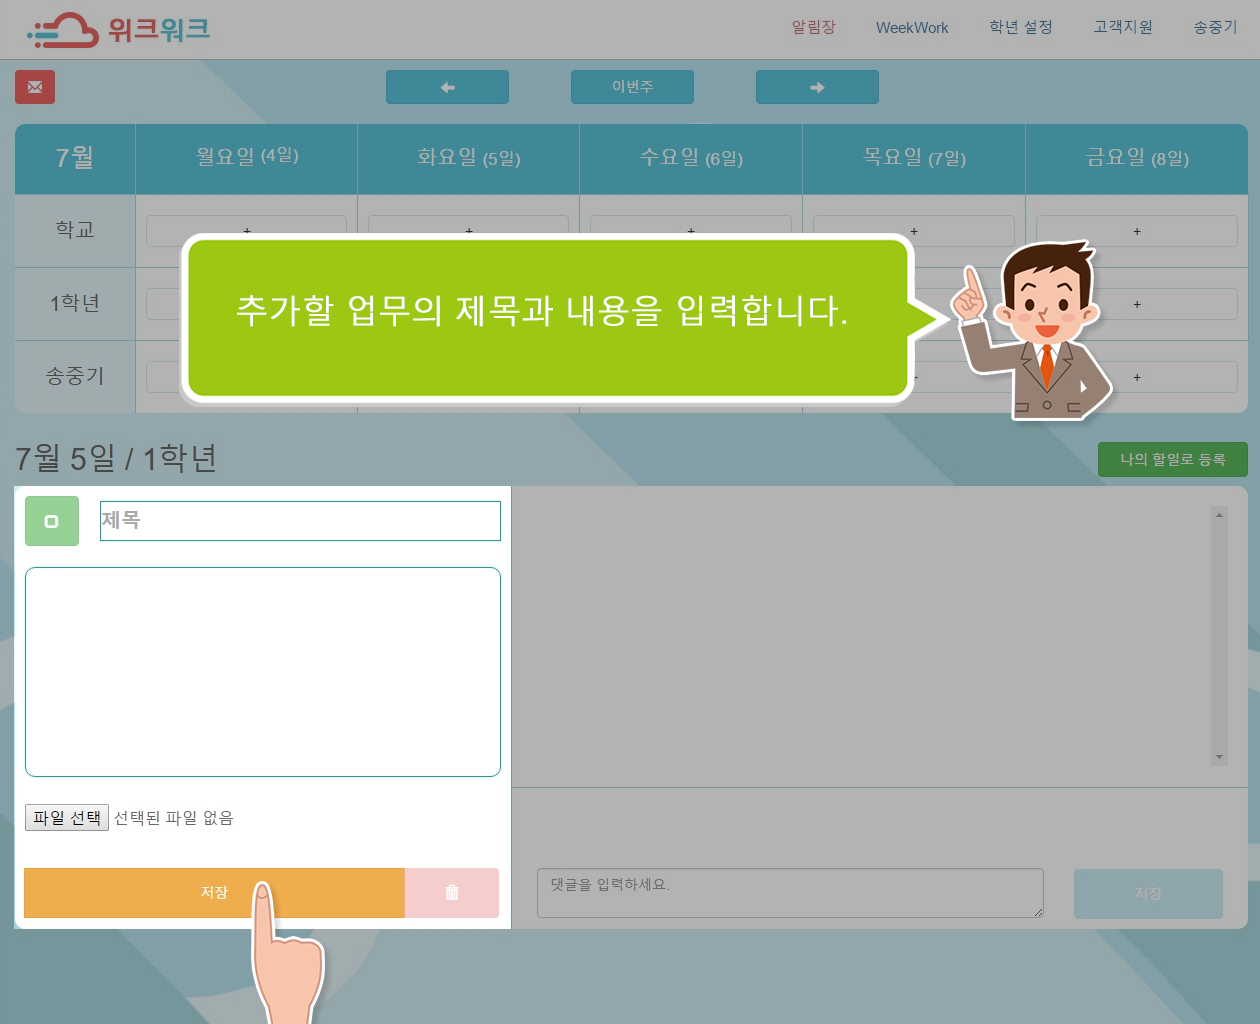 위크워크
알림장 WeekWork 학년 설정 고객지원 송중기
이번주
7월 월요일 (4일) 화요일 (5일) 수요일 (6일) 목요일 (7일) 금요일 (8일)
학교 + + + + +
1학년 +
송중기 +
추가할 업무의 제목과 내용을 입력합니다.
7월 5일 / 1학년
나의 할일로 등록
제목
파일 선택 선택된 파일 없음
저장
댓글을 입력하세요.
저장